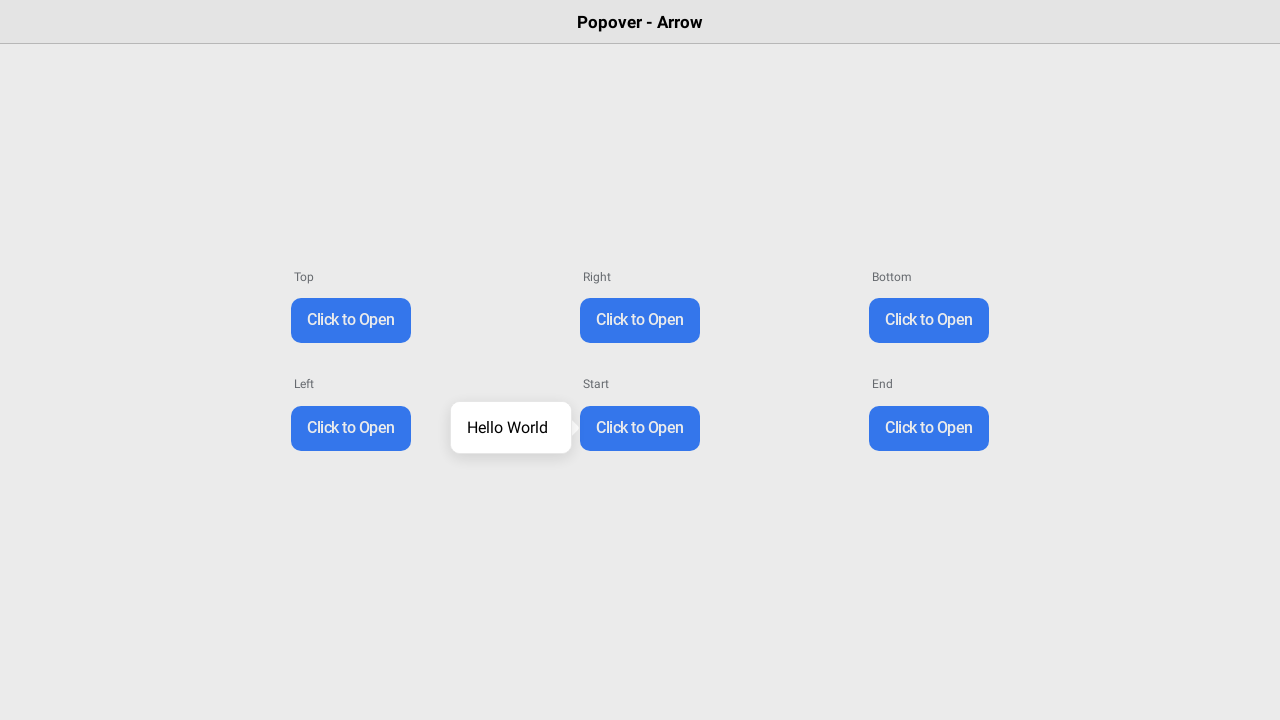 Popover - Arrow
Top
Right
Bottom
Click to Open
Click to Open
Click to Open
Left
Start
End
Click to Open
Hello World
Click to Open
Click to Open